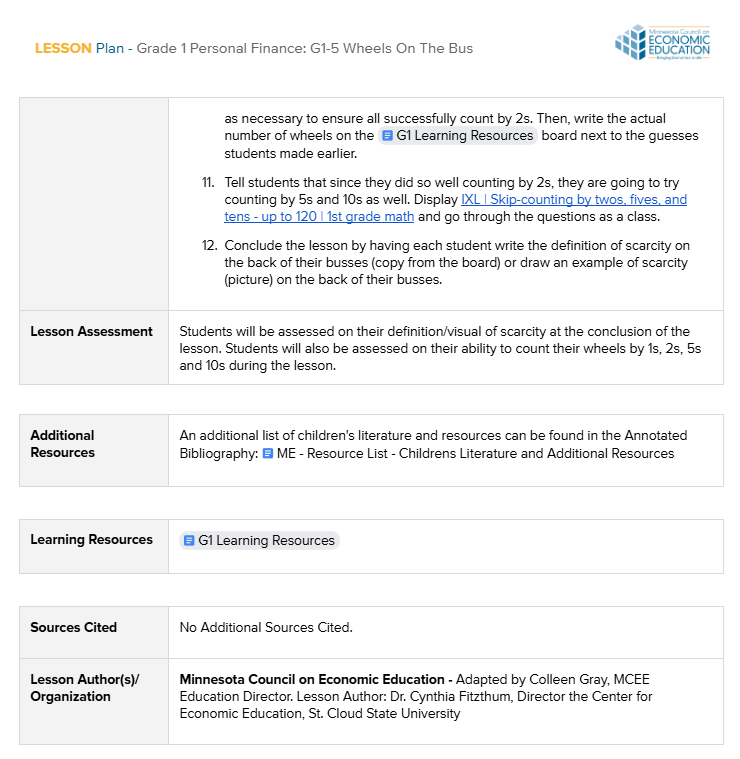 LESSON Plan - Grade 1 Personal Finance: G1-5 Wheels On The Bus
Minnesota Council on
ECONOMIC
EDUCATION
as necessary to ensure all successfully count by 2s. Then, write the actual
number of wheels on the G1 Learning Resources board next to the guesses
students made earlier.
11. Tell students that since they did so well counting by 2s, they are going to try
counting by 5s and 10s as well. Display IXL | Skip-counting by twos, fives, and
tens - up to 120 | 1st grade math and go through the questions as a class.
12. Conclude the lesson by having each student write the definition of scarcity on
the back of their busses (copy from the board) or draw an example of scarcity
(picture) on the back of their busses.
Lesson Assessment
Students will be assessed on their definition/visual of scarcity at the conclusion of the
lesson. Students will also be assessed on their ability to count their wheels by 1s, 2s, 5s
and 10s during the lesson.
Additional
Resources
An additional list of children's literature and resources can be found in the Annotated
Bibliography: ME - Resource List - Childrens Literature and Additional Resources
Learning Resources
G1 Learning Resources
Sources Cited
No Additional Sources Cited.
Lesson Author(s)/
Organization
Minnesota Council on Economic Education - Adapted by Colleen Gray, MCEE
Education Director. Lesson Author: Dr. Cynthia Fitzthum, Director the Center for
Economic Education, St. Cloud State University